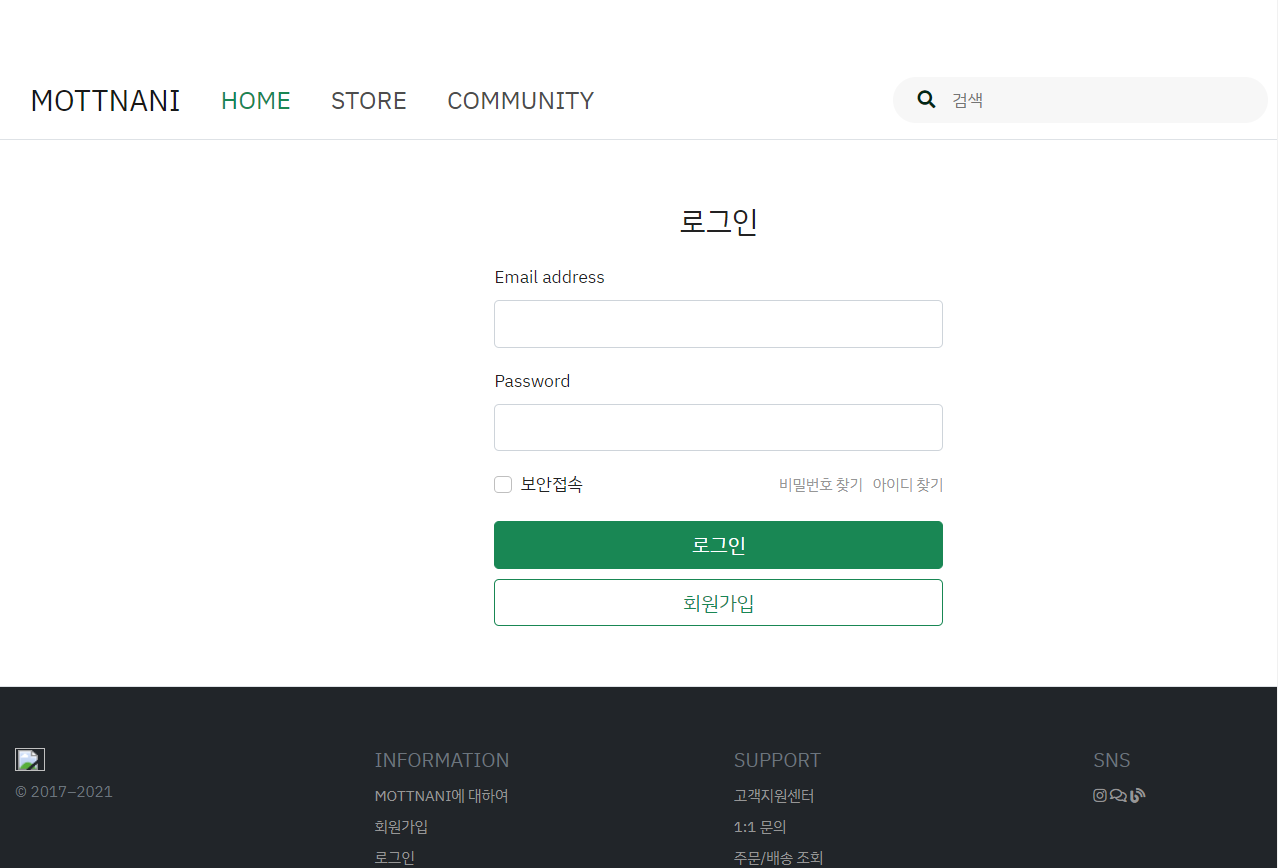 MOTTNANI HOME STORE COMMUNITY 검색
로그인
Email address
Password
보안접속 비밀번호 찾기 아이디 찾기
로그인
회원가입
© 2017–2021
INFORMATION
MOTTNANI에 대하여
회원가입
로그인
SUPPORT
고객지원센터
1:1 문의
주문/배송 조회
SNS